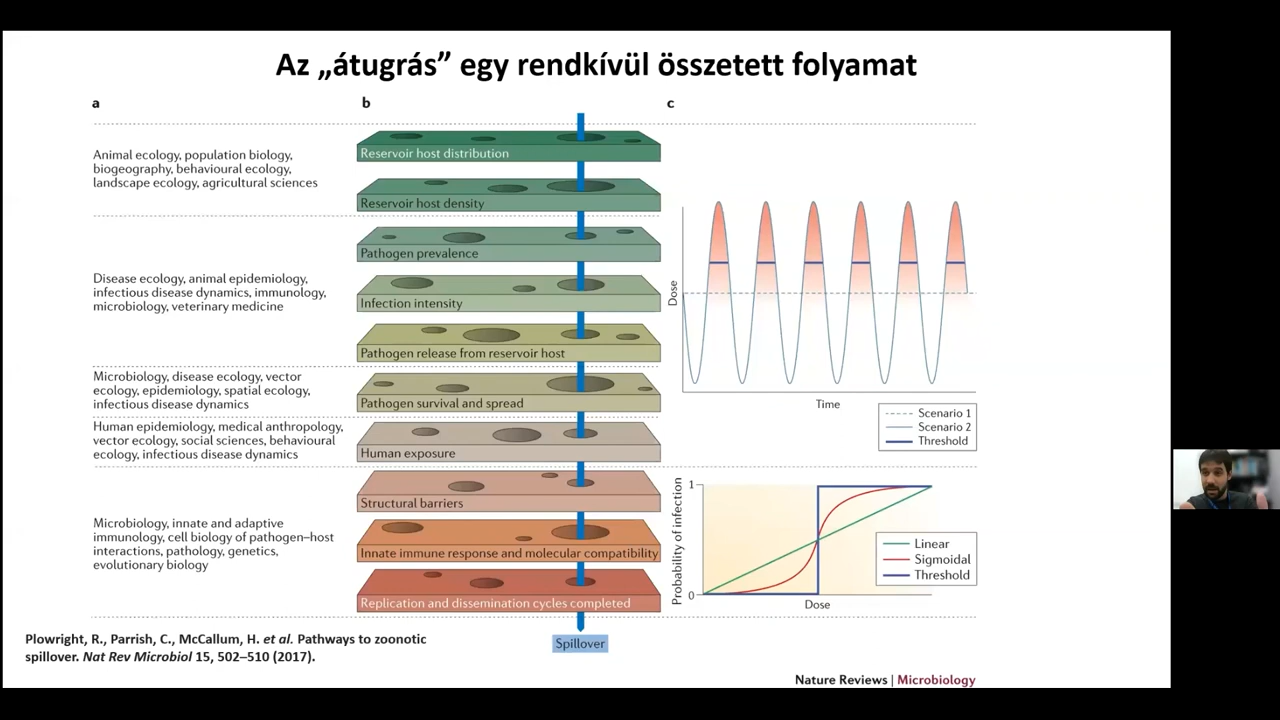 Az „átugrás” egy rendkívül összetett folyamat
a
b
c
Animal ecology, population biology,
biogeography, behavioural ecology,
landscape ecology, agricultural sciences
Disease ecology, animal epidemiology,
infectious disease dynamics, immunology,
microbiology, veterinary medicine
Microbiology, disease ecology, vector
ecology, epidemiology, spatial ecology,
infectious disease dynamics
Human epidemiology, medical anthropology,
vector ecology, social sciences, behavioural
ecology, infectious disease dynamics
Microbiology, innate and adaptive
immunology, cell biology of pathogen–host
interactions, pathology, genetics,
evolutionary biology
Reservoir host distribution
Reservoir host density
Pathogen prevalence
Infection intensity
Pathogen release from reservoir host
Pathogen survival and spread
Human exposure
Structural barriers
Innate immune response and molecular compatibility
Replication and dissemination cycles completed
Spillover
Dose
Time
Scenario 1
Scenario 2
Threshold
Probability of infection
1
0
Dose
Linear
Sigmoidal
Threshold
Plowright, R., Parrish, C., McCallum, H. et al. Pathways to zoonotic
spillover. Nat Rev Microbiol 15, 502–510 (2017).
Nature Reviews | Microbiology